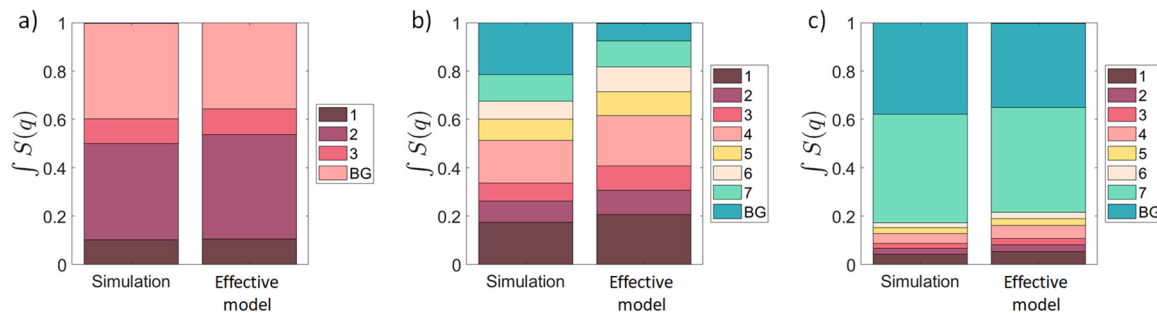 a)
1
0.8
0.6
0.4
0.2
0
∫ S(q)
Simulation
Effective
model
1
2
3
BG
b)
1
0.8
0.6
0.4
0.2
0
∫ S(q)
Simulation
Effective
model
1
2
3
4
5
6
7
BG
c)
1
0.8
0.6
0.4
0.2
0
∫ S(q)
Simulation
Effective
model
1
2
3
4
5
6
7
BG